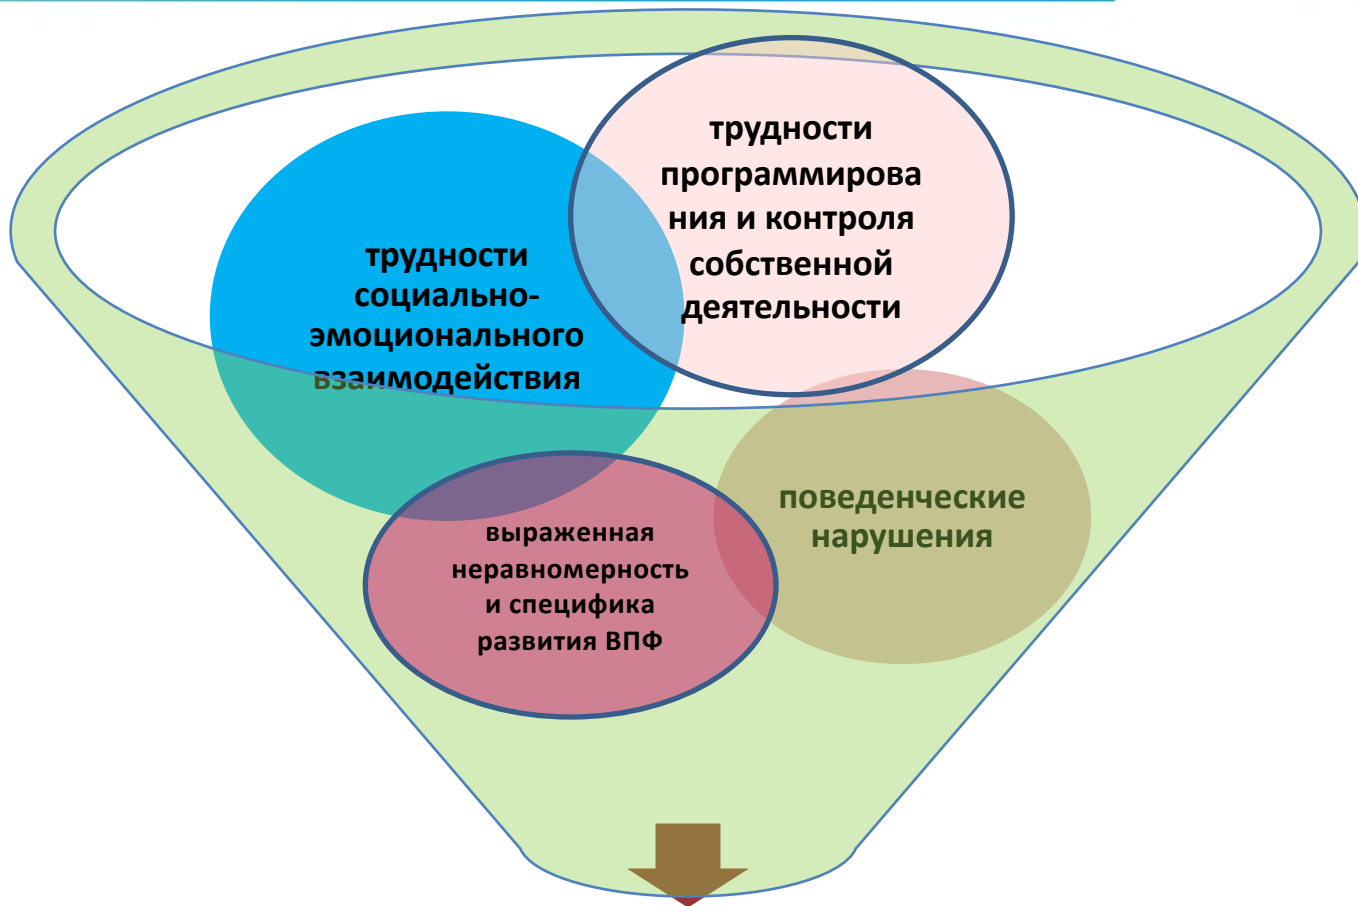 трудности
программирова
ния и контроля
собственной
деятельности
трудности
социально-
эмоционального
взаимодействия
поведенческие
нарушения
выраженная
неравномерность
и специфика
развития ВПФ